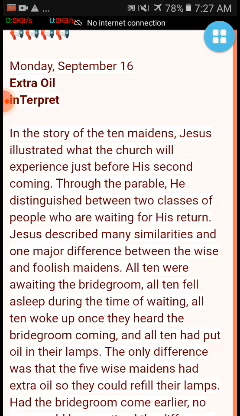 78% 7:27 AM
U:0KB/s D:0KB/s No internet connection
Monday, September 16
Extra Oil
inTerpret
In the story of the ten maidens, Jesus
illustrated what the church will
experience just before His second
coming. Through the parable, He
distinguished between two classes of
people who are waiting for His return.
Jesus described many similarities and
one major difference between the wise
and foolish maidens. All ten were
awaiting the bridegroom, all ten fell
asleep during the time of waiting, all
ten woke up once they heard the
bridegroom coming, and all ten had put
oil in their lamps. The only difference
was that the five wise maidens had
extra oil so they could refill their lamps.
Had the bridegroom come earlier, no